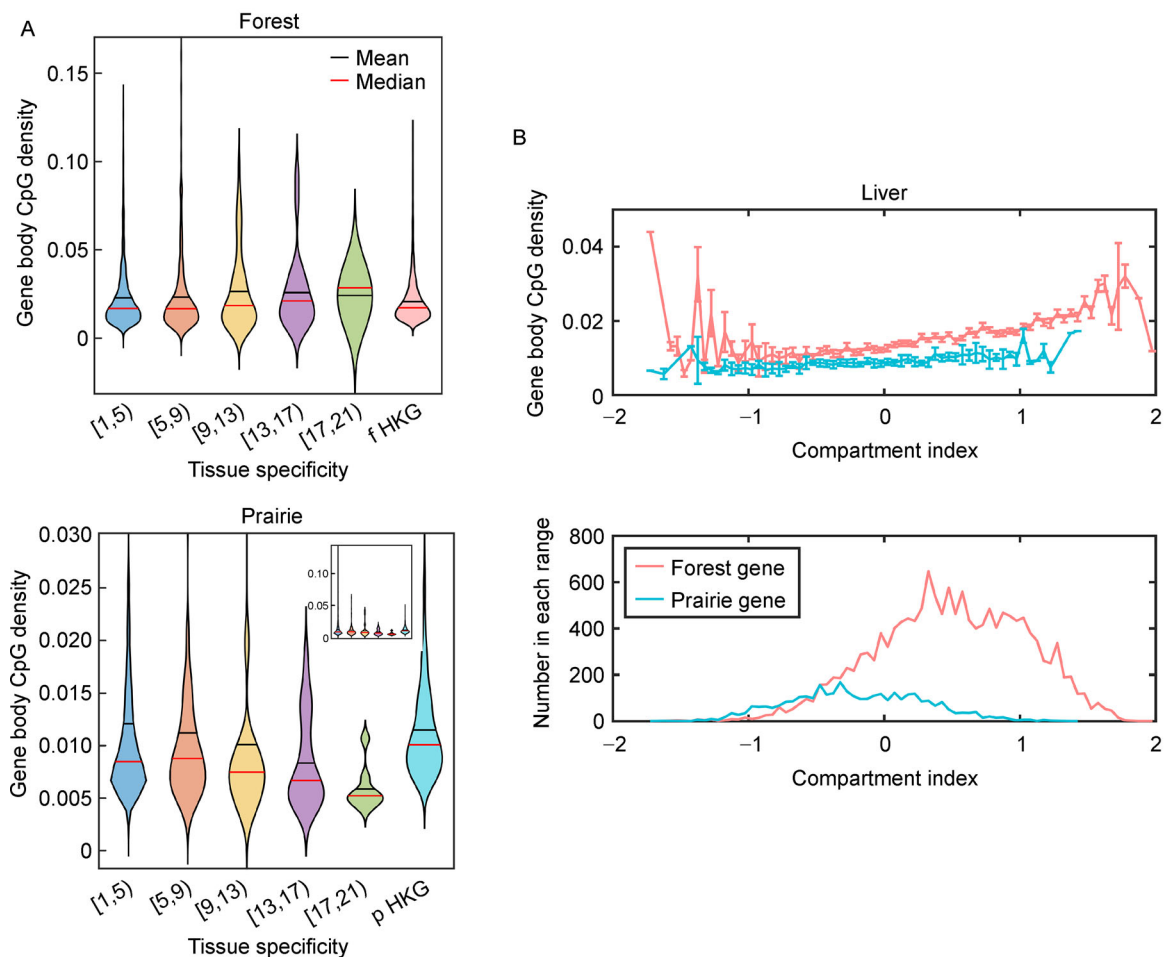 A
Forest
Mean
Median
0.15
0.10
0.05
0
Gene body CpG density
[1,5)
[5,9)
[9,13)
[13,17)
[17,21)
f HKG
Tissue specificity
Prairie
0.030
0.025
0.020
0.015
0.010
0.005
0
Gene body CpG density
0.10
0.05
0
[1,5)
[5,9)
[9,13)
[13,17)
[17,21)
p HKG
Tissue specificity
B
Liver
0.04
0.02
0
Gene body CpG density
−2
−1
0
1
2
Compartment index
800
600
400
200
0
Number in each range
Forest gene
Prairie gene
−2
−1
0
1
2
Compartment index